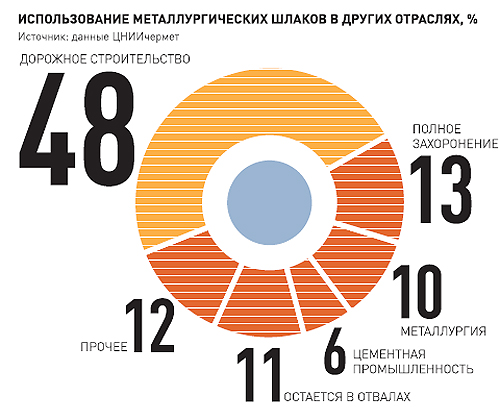 ИСПОЛЬЗОВАНИЕ МЕТАЛЛУРГИЧЕСКИХ ШЛАКОВ В ДРУГИХ ОТРАСЛЯХ, %
Источник: данные ЦНИИчермет
ДОРОЖНОЕ СТРОИТЕЛЬСТВО
48
ПОЛНОЕ
ЗАХОРОНЕНИЕ
13
10
МЕТАЛЛУРГИЯ
6
ЦЕМЕНТНАЯ
ПРОМЫШЛЕННОСТЬ
11
ОСТАЕТСЯ В ОТВАЛАХ
12
ПРОЧЕЕ